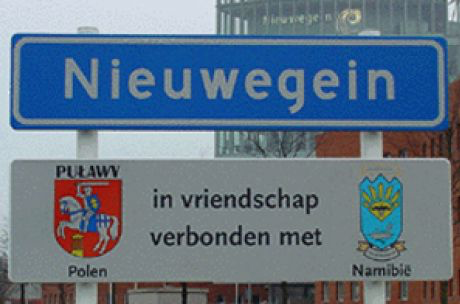 Nieuwegein
Nieuwegein
PUŁAWY
in vriendschap
verbonden met
Polen
Namibië